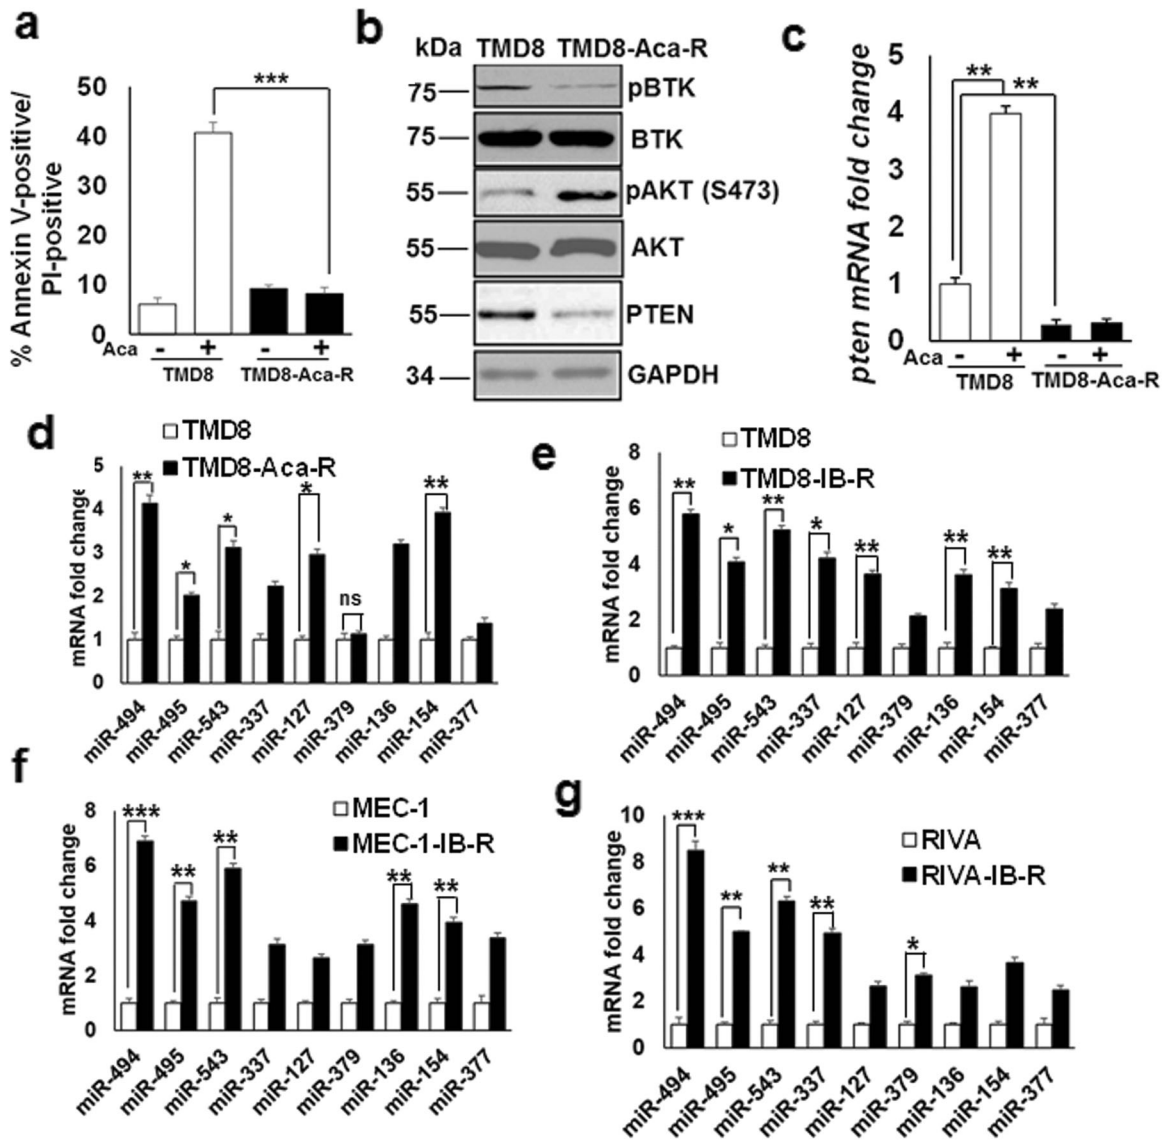 a
% Annexin V-positive/
PI-positive
50
40
30
20
10
0
***
Aca - + - +
TMD8 TMD8-Aca-R
b
kDa TMD8 TMD8-Aca-R
75 pBTK
75 BTK
55 pAKT (S473)
55 AKT
55 PTEN
34 GAPDH
c
pten mRNA fold change
5
4
3
2
1
0
**
**
Aca - + - +
TMD8 TMD8-Aca-R
d
TMD8
TMD8-Aca-R
mRNA fold change
5
4
3
2
1
0
** * * * ns **
miR-494 miR-495 miR-543 miR-337 miR-127 miR-379 miR-136 miR-154 miR-377
e
TMD8
TMD8-IB-R
mRNA fold change
8
6
4
2
0
** * ** * ** ** **
miR-494 miR-495 miR-543 miR-337 miR-127 miR-379 miR-136 miR-154 miR-377
f
MEC-1
MEC-1-IB-R
mRNA fold change
8
6
4
2
0
*** ** ** ** **
miR-494 miR-495 miR-543 miR-337 miR-127 miR-379 miR-136 miR-154 miR-377
g
RIVA
RIVA-IB-R
mRNA fold change
10
8
6
4
2
0
*** ** ** ** *
miR-494 miR-495 miR-543 miR-337 miR-127 miR-379 miR-136 miR-154 miR-377